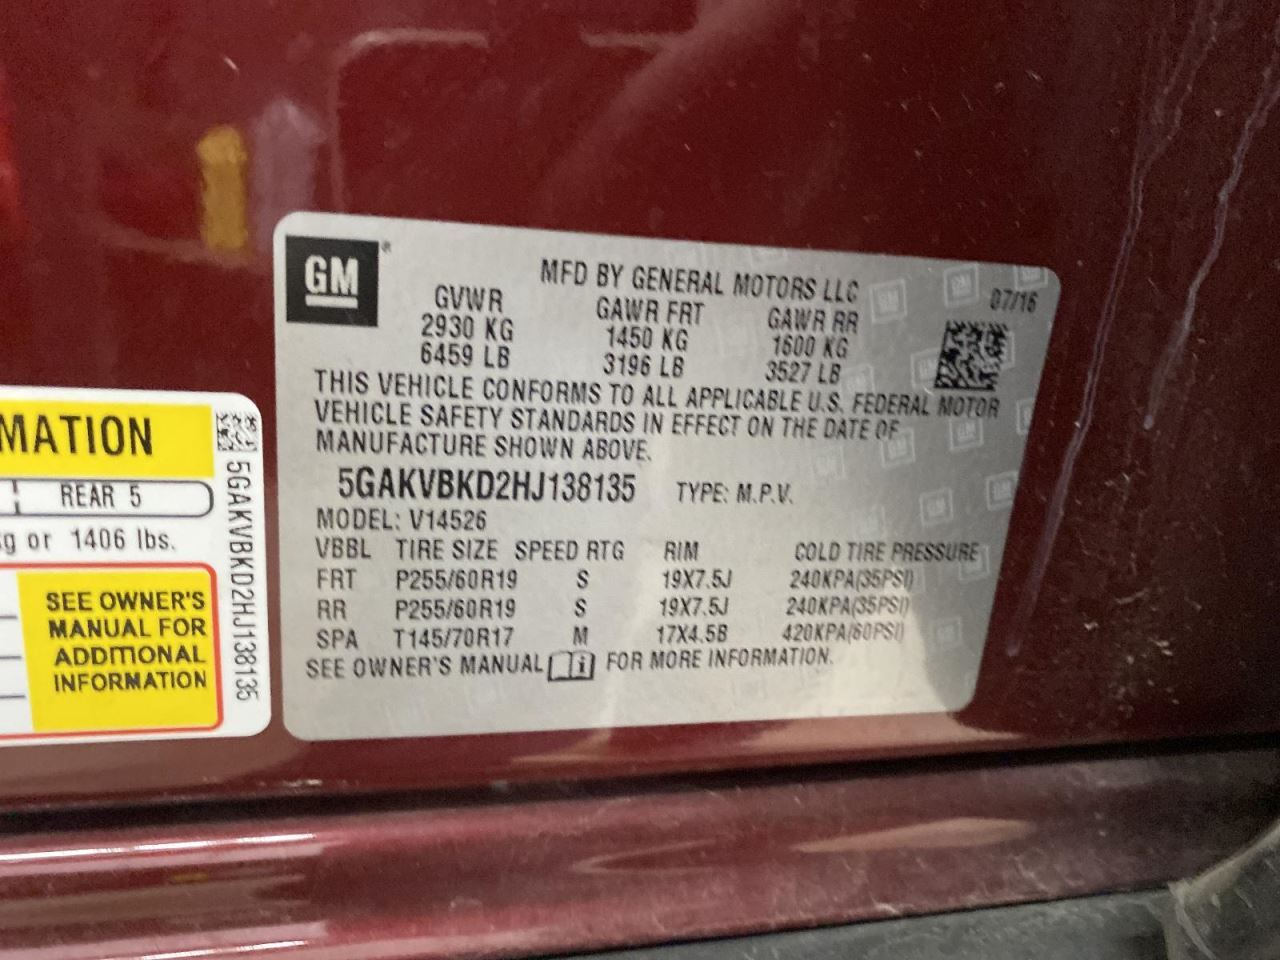 MATION
REAR 5
kg or 1406 lbs.
SEE OWNER'S
MANUAL FOR
ADDITIONAL
INFORMATION
5GAKVBKD2HJ138135
GM®
MFD BY GENERAL MOTORS LLC
07/16
GVWR GAWR FRT GAWR RR
2930 KG 1450 KG 1600 KG
6459 LB 3196 LB 3527 LB
THIS VEHICLE CONFORMS TO ALL APPLICABLE U.S. FEDERAL MOTOR
VEHICLE SAFETY STANDARDS IN EFFECT ON THE DATE OF
MANUFACTURE SHOWN ABOVE.
5GAKVBKD2HJ138135 TYPE: M.P.V.
MODEL: V14526
VBBL TIRE SIZE SPEED RTG RIM COLD TIRE PRESSURE
FRT P255/60R19 S 19X7.5J 240KPA(35PSI)
RR P255/60R19 S 19X7.5J 240KPA(35PSI)
SPA T145/70R17 M 17X4.5B 420KPA(60PSI)
SEE OWNER'S MANUAL FOR MORE INFORMATION.